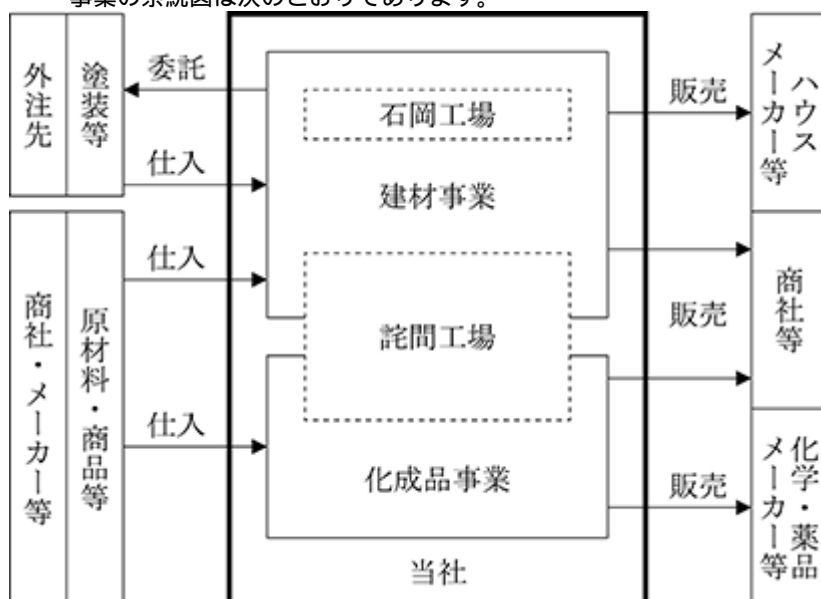 事業の系統図は次のとおりであります。
外注先
塗装等
委託
仕入
商社・メーカー等
原材料・商品等
仕入
仕入
石岡工場
建材事業
詫間工場
化成品事業
当社
販売
販売
販売
ハウス
メーカー等
商社等
化学・薬品
メーカー等